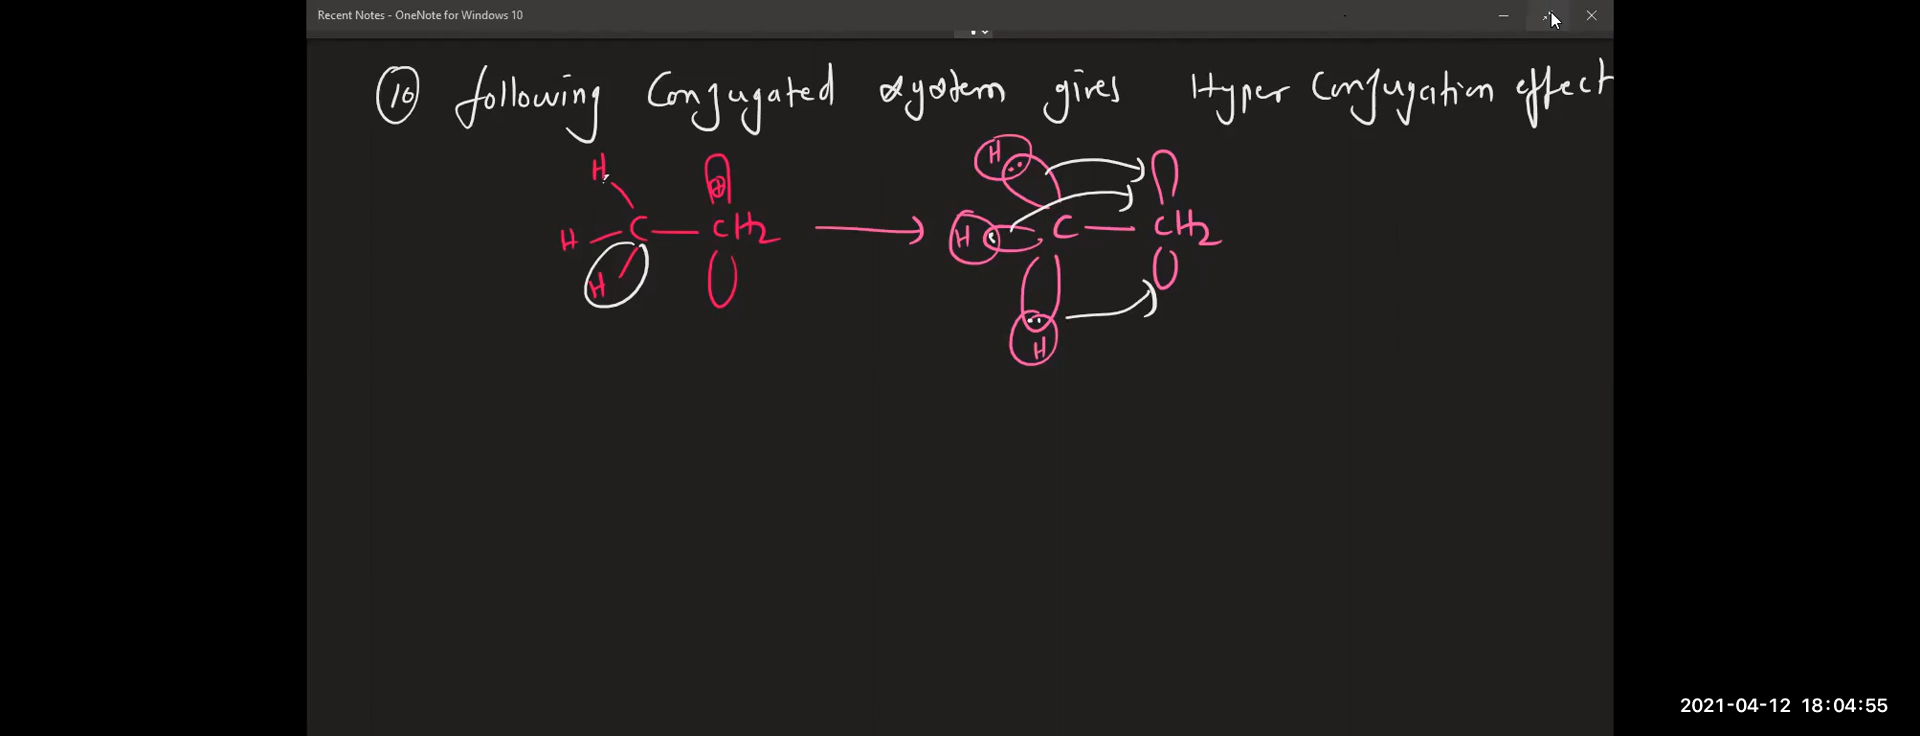 Recent Notes - OneNote for Windows 10
10 following Conjugated system gives Hyper Conjugation effect
H H
H C CH2 H C CH2
H
H
2021-04-12 18:04:55